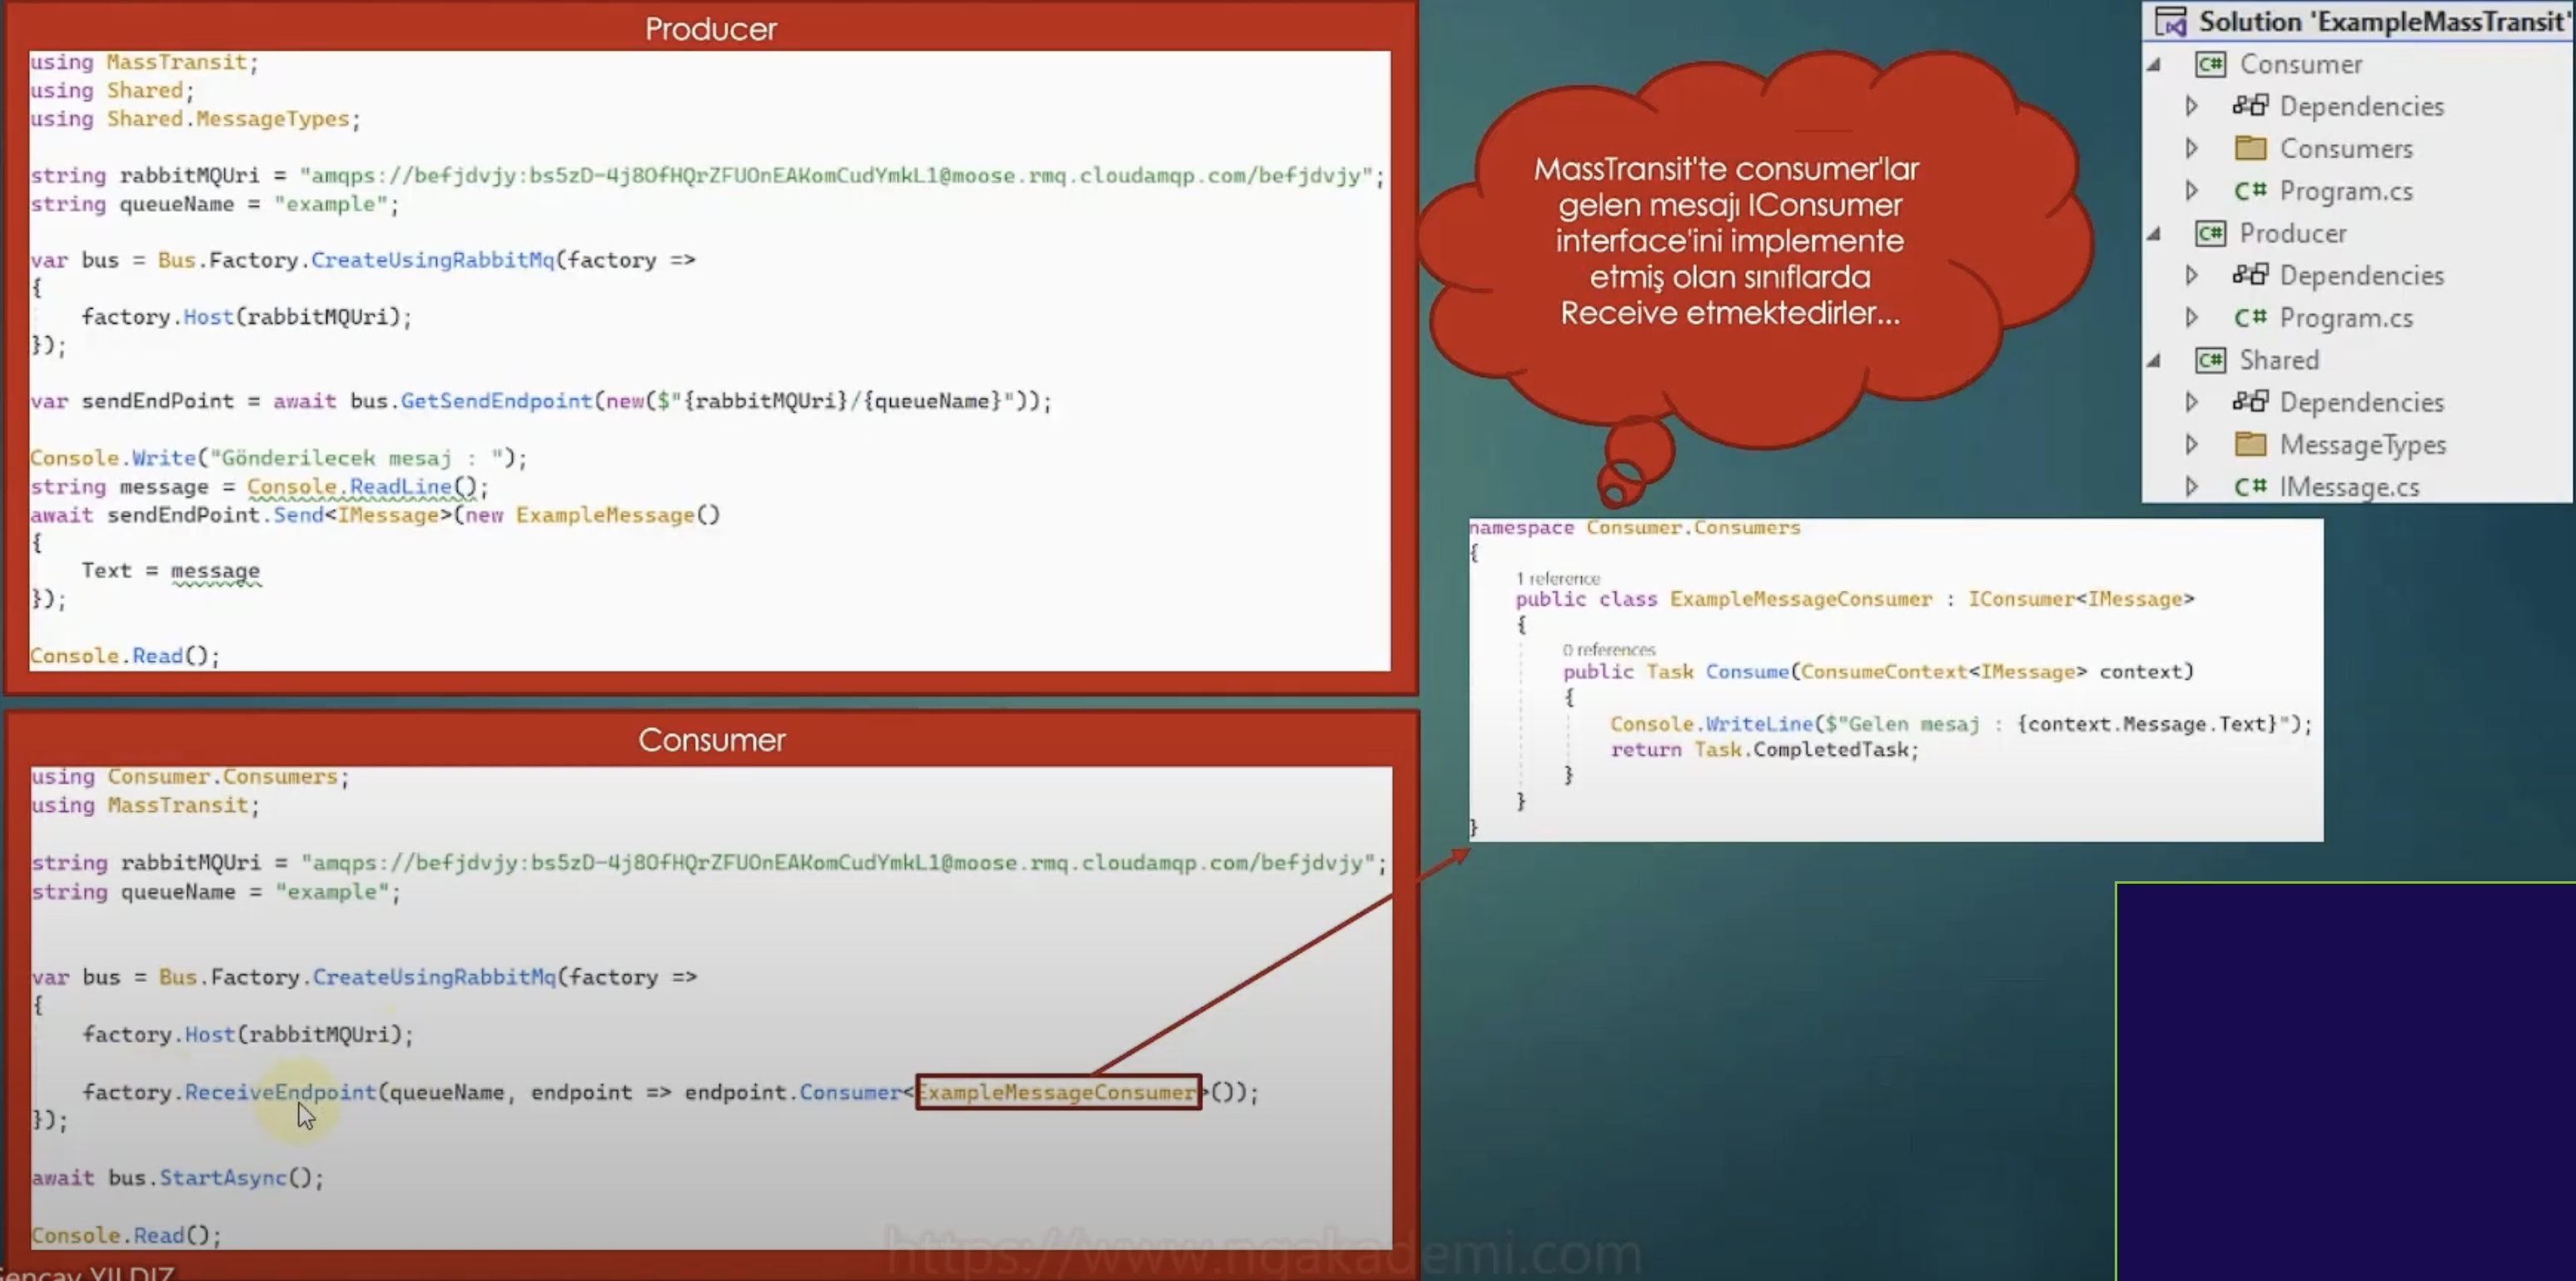 Producer
using MassTransit;
using Shared;
using Shared.MessageTypes;
string rabbitMQUri = "amqps://befjdvjy:bs5zD-4j8OfHQrZFUOnEAKomCudYmkL1@moose.rmq.cloudamqp.com/befjdvjy";
string queueName = "example";
var bus = Bus.Factory.CreateUsingRabbitMq(factory =>
{
    factory.Host(rabbitMQUri);
});
var sendEndPoint = await bus.GetSendEndpoint(new($"{rabbitMQUri}/{queueName}"));
Console.Write("Gönderilecek mesaj : ");
string message = Console.ReadLine();
await sendEndPoint.Send<IMessage>(new ExampleMessage()
{
    Text = message
});
Console.Read();
Consumer
using Consumer.Consumers;
using MassTransit;
string rabbitMQUri = "amqps://befjdvjy:bs5zD-4j8OfHQrZFUOnEAKomCudYmkL1@moose.rmq.cloudamqp.com/befjdvjy";
string queueName = "example";
var bus = Bus.Factory.CreateUsingRabbitMq(factory =>
{
    factory.Host(rabbitMQUri);
    factory.ReceiveEndpoint(queueName, endpoint => endpoint.Consumer<ExampleMessageConsumer>());
});
await bus.StartAsync();
Console.Read();
MassTransit'te consumer'lar
gelen mesajı IConsumer
interface'ini implemente
etmiş olan sınıflarda
Receive etmektedirler...
namespace Consumer.Consumers
{
    1 reference
    public class ExampleMessageConsumer : IConsumer<IMessage>
    {
        0 references
        public Task Consume(ConsumeContext<IMessage> context)
        {
            Console.WriteLine($"Gelen mesaj : {context.Message.Text}");
            return Task.CompletedTask;
        }
    }
}
Solution 'ExampleMassTransit'
C# Consumer
Dependencies
Consumers
C# Program.cs
C# Producer
Dependencies
C# Program.cs
C# Shared
Dependencies
MessageTypes
C# IMessage.cs
https://www.ngakademi.com
YILDIZ